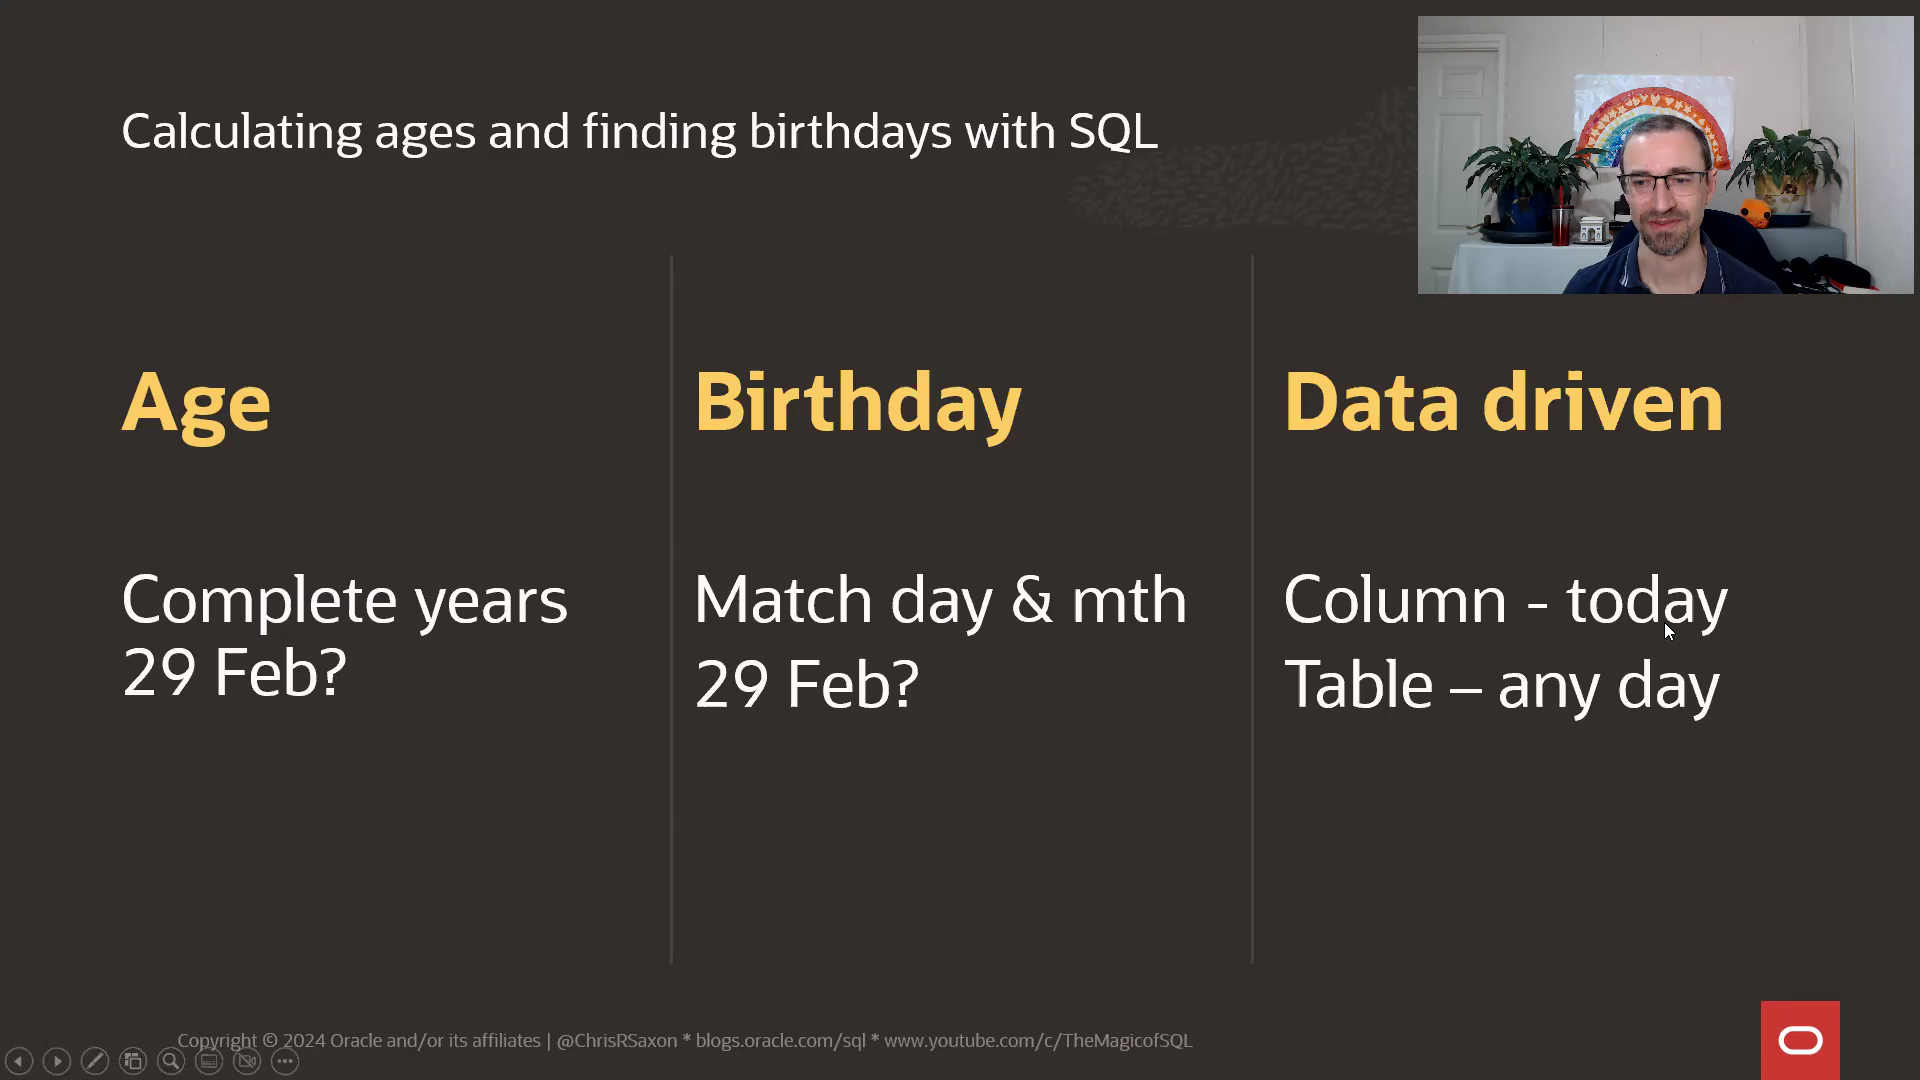 Calculating ages and finding birthdays with SQL
Age
Complete years
29 Feb?
Birthday
Match day & mth
29 Feb?
Data driven
Column - today
Table – any day
Copyright © 2024 Oracle and/or its affiliates | @ChrisRSaxon * blogs.oracle.com/sql * www.youtube.com/c/TheMagicofSQL